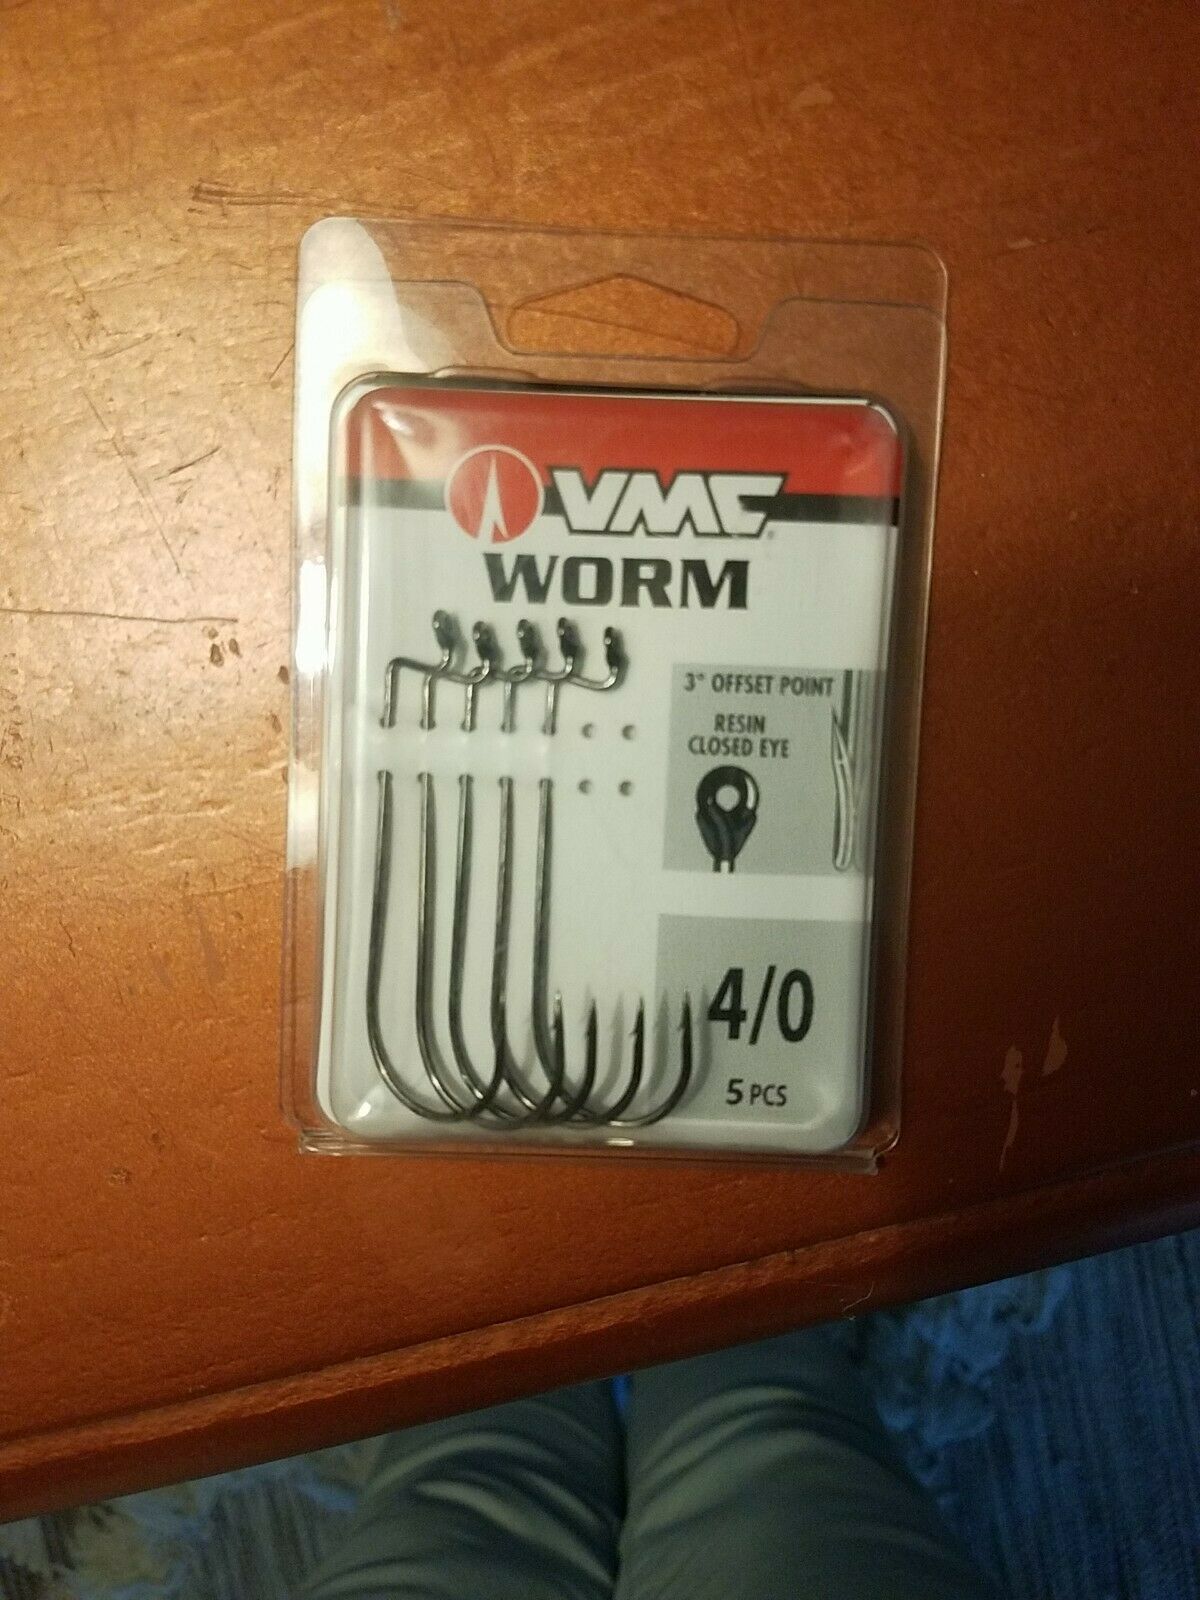 VMC®
WORM
3° OFFSET POINT
RESIN
CLOSED EYE
4/0
5 PCS